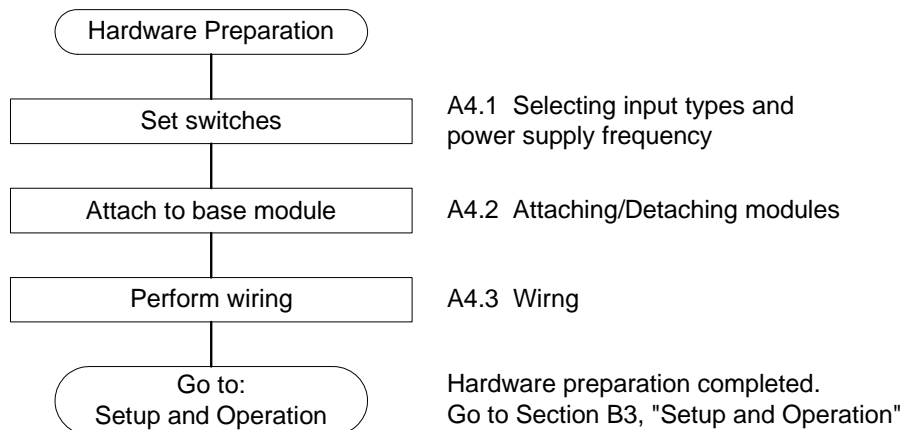 Hardware Preparation
Set switches
A4.1 Selecting input types and
power supply frequency
Attach to base module
A4.2 Attaching/Detaching modules
Perform wiring
A4.3 Wirng
Go to:
Setup and Operation
Hardware preparation completed.
Go to Section B3, "Setup and Operation"